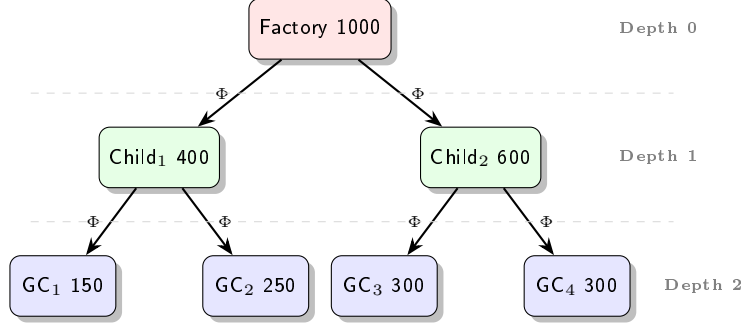 Factory 1000 Depth 0
Φ Φ
Child₁ 400 Child₂ 600 Depth 1
Φ Φ Φ Φ
GC₁ 150 GC₂ 250 GC₃ 300 GC₄ 300 Depth 2